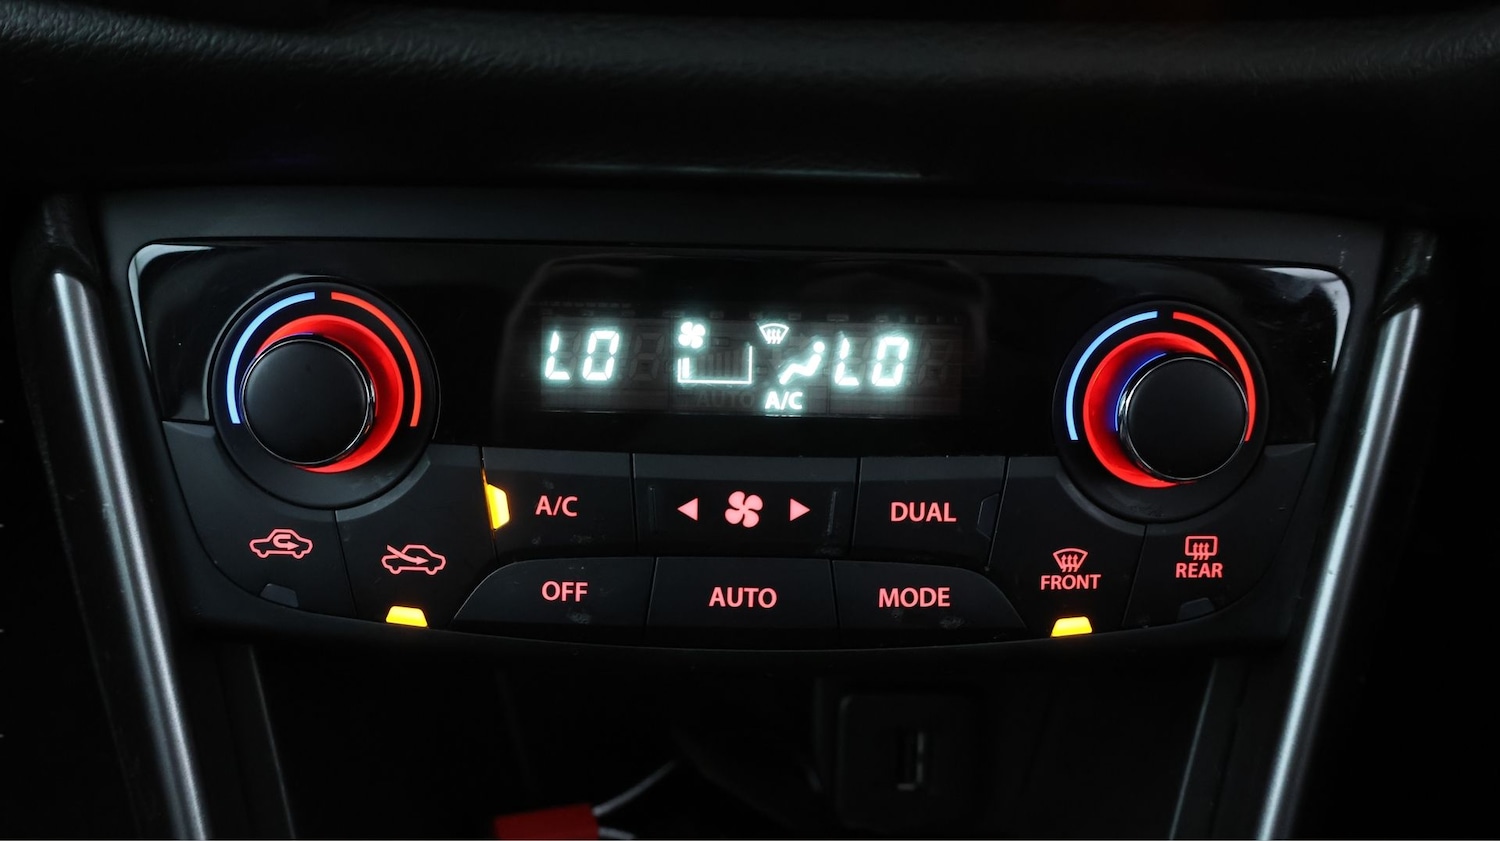 LO LO
A/C
A/C DUAL
OFF AUTO MODE
FRONT
REAR